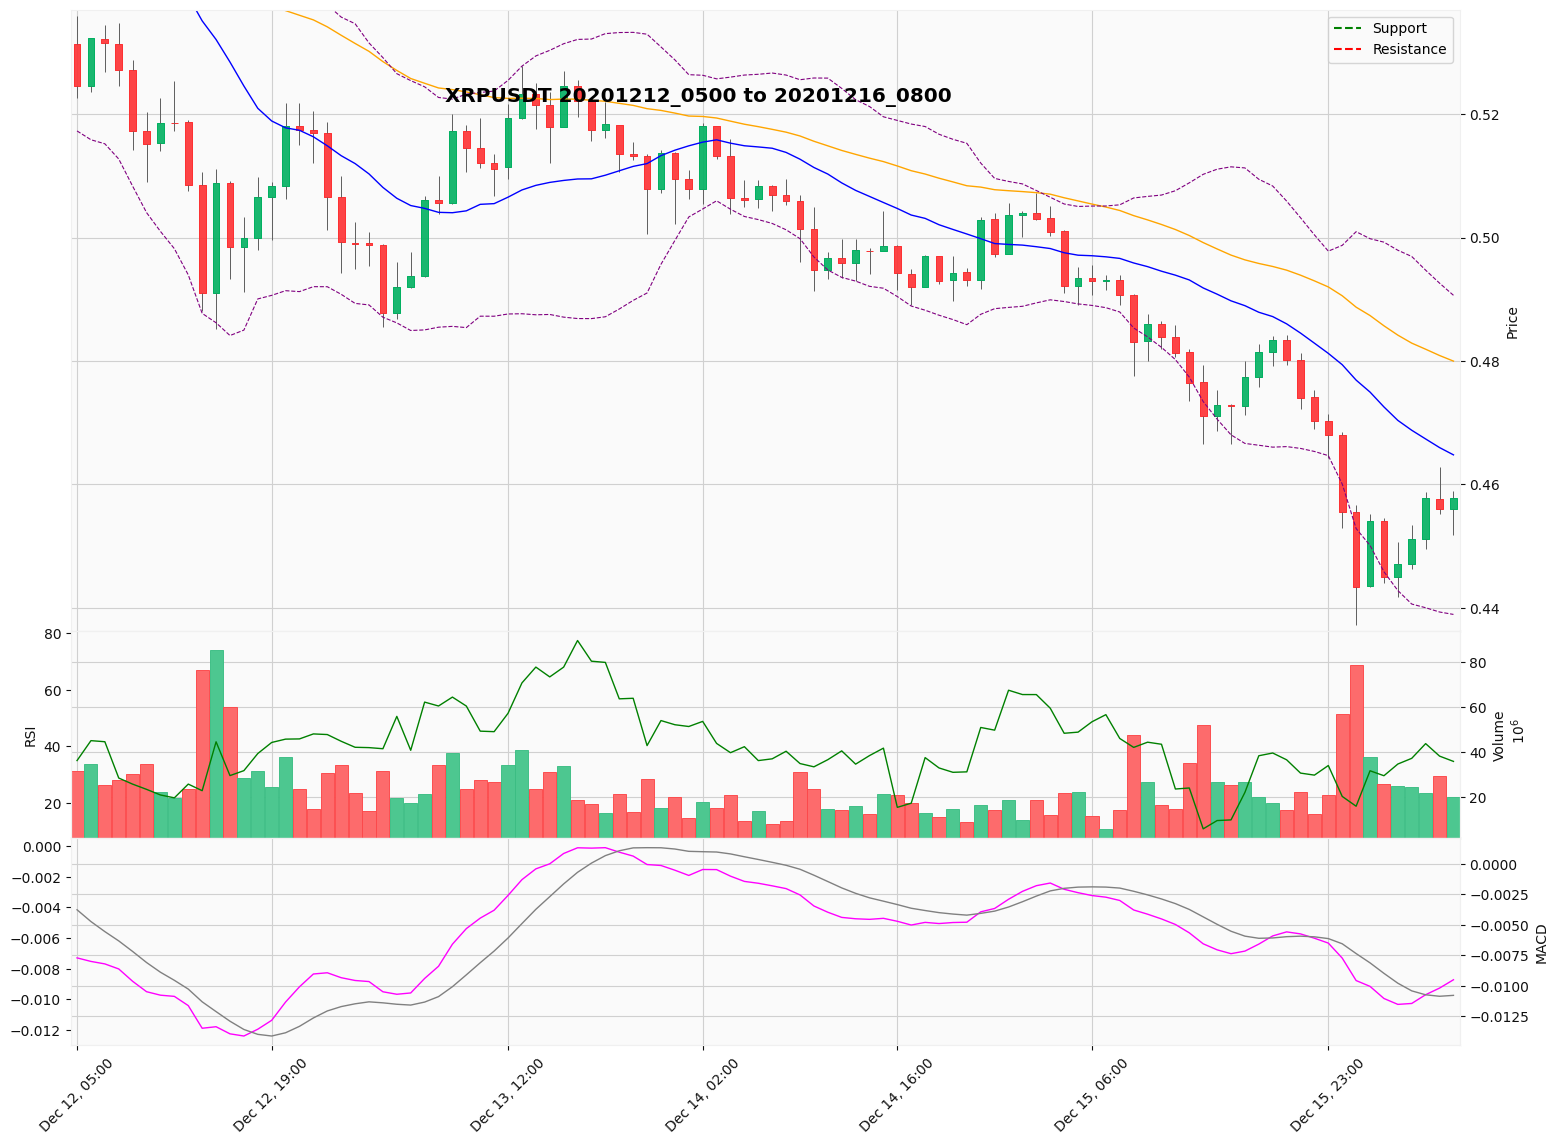 XRPUSDT 20201212_0500 to 20201216_0800
Support
Resistance
0.52
0.50
0.48
0.46
0.44
Price
80
60
40
20
RSI
80
60
40
20
Volume
10^6
0.000
−0.002
−0.004
−0.006
−0.008
−0.010
−0.012
0.0000
−0.0025
−0.0050
−0.0075
−0.0100
−0.0125
MACD
Dec 12, 05:00
Dec 12, 19:00
Dec 13, 12:00
Dec 14, 02:00
Dec 14, 16:00
Dec 15, 06:00
Dec 15, 23:00